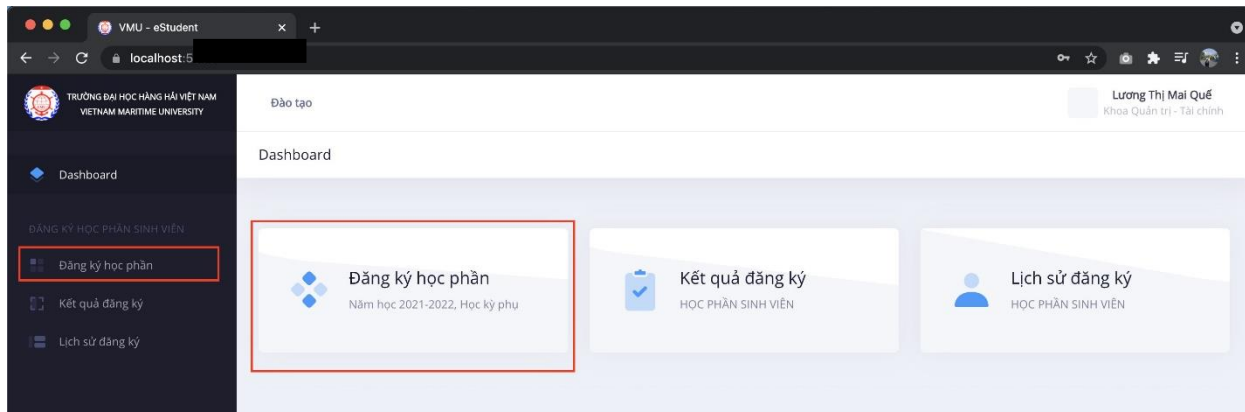 VMU - eStudent
localhost:5
TRƯỜNG ĐẠI HỌC HÀNG HẢI VIỆT NAM
VIETNAM MARITIME UNIVERSITY
Đào tạo
Lương Thị Mai Quế
Khoa Quản trị - Tài chính
Dashboard
Dashboard
ĐĂNG KÝ HỌC PHẦN SINH VIÊN
Đăng ký học phần
Kết quả đăng ký
Lịch sử đăng ký
Đăng ký học phần
Năm học 2021-2022, Học kỳ phụ
Kết quả đăng ký
HỌC PHẦN SINH VIÊN
Lịch sử đăng ký
HỌC PHẦN SINH VIÊN